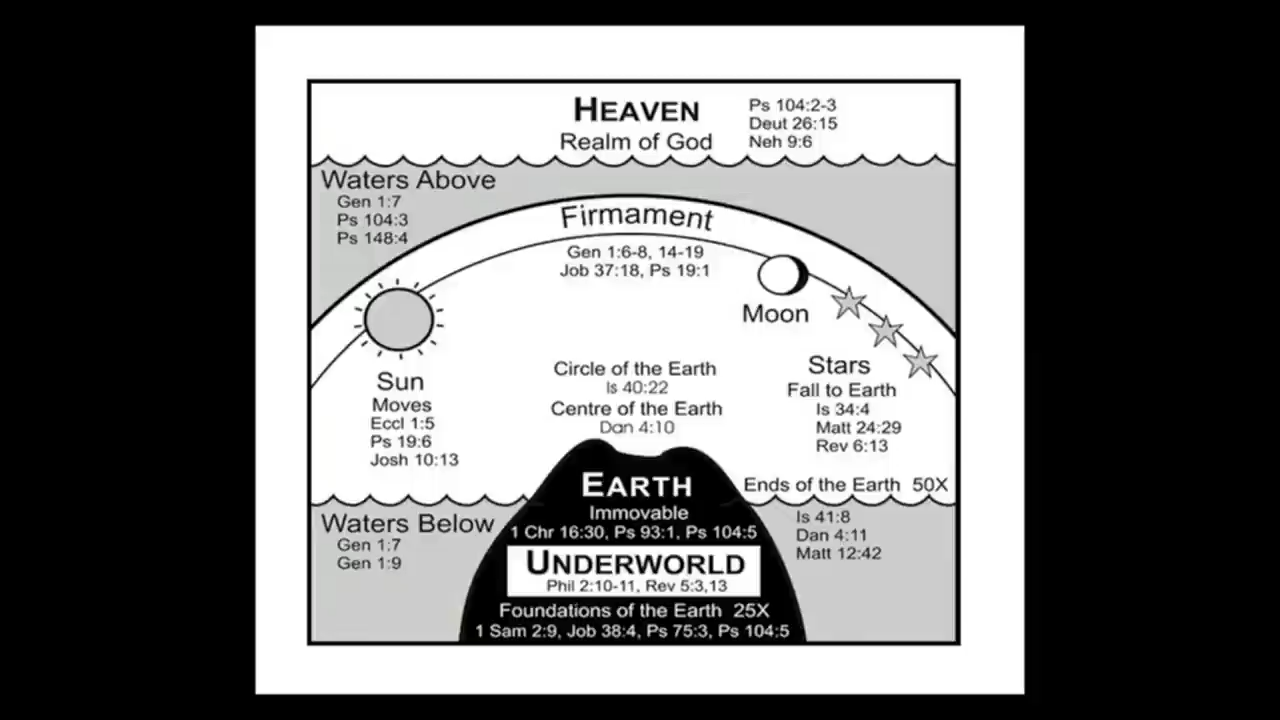 HEAVEN
Realm of God
Ps 104:2-3
Deut 26:15
Neh 9:6
Waters Above
Gen 1:7
Ps 104:3
Ps 148:4
Firmament
Gen 1:6-8, 14-19
Job 37:18, Ps 19:1
Moon
Sun
Moves
Eccl 1:5
Ps 19:6
Josh 10:13
Circle of the Earth
Is 40:22
Centre of the Earth
Dan 4:10
Stars
Fall to Earth
Is 34:4
Matt 24:29
Rev 6:13
Ends of the Earth 50X
Is 41:8
Dan 4:11
Matt 12:42
Waters Below
Gen 1:7
Gen 1:9
EARTH
Immovable
1 Chr 16:30, Ps 93:1, Ps 104:5
UNDERWORLD
Phil 2:10-11, Rev 5:3,13
Foundations of the Earth 25X
1 Sam 2:9, Job 38:4, Ps 75:3, Ps 104:5